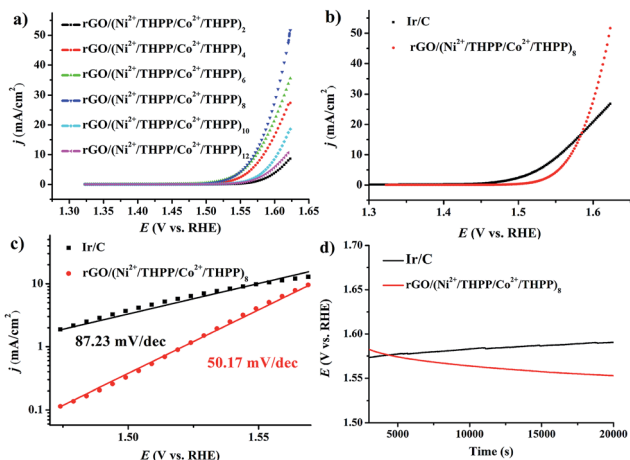 a)
rGO/(Ni²⁺/THPP/Co²⁺/THPP)₂
rGO/(Ni²⁺/THPP/Co²⁺/THPP)₄
rGO/(Ni²⁺/THPP/Co²⁺/THPP)₆
rGO/(Ni²⁺/THPP/Co²⁺/THPP)₈
rGO/(Ni²⁺/THPP/Co²⁺/THPP)₁₀
rGO/(Ni²⁺/THPP/Co²⁺/THPP)₁₂
j (mA/cm²)
50
40
30
20
10
0
1.30 1.35 1.40 1.45 1.50 1.55 1.60 1.65
E (V vs. RHE)
b)
Ir/C
rGO/(Ni²⁺/THPP/Co²⁺/THPP)₈
j (mA/cm²)
50
40
30
20
10
0
1.3 1.4 1.5 1.6
E (V vs. RHE)
c)
Ir/C
rGO/(Ni²⁺/THPP/Co²⁺/THPP)₈
87.23 mV/dec
50.17 mV/dec
j (mA/cm²)
10
1
0.1
1.50 1.55
E (V vs. RHE)
d)
Ir/C
rGO/(Ni²⁺/THPP/Co²⁺/THPP)₈
E (V vs. RHE)
1.70
1.65
1.60
1.55
1.50
5000 10000 15000 20000
Time (s)